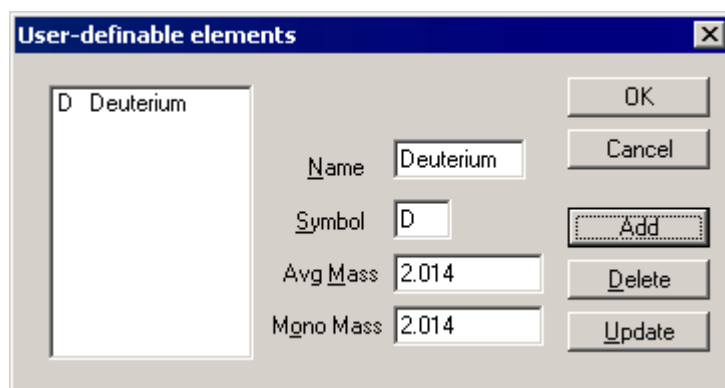 User-definable elements
D Deuterium
OK
Name Deuterium
Cancel
Symbol D
Add
Avg Mass 2.014
Delete
Mono Mass 2.014
Update